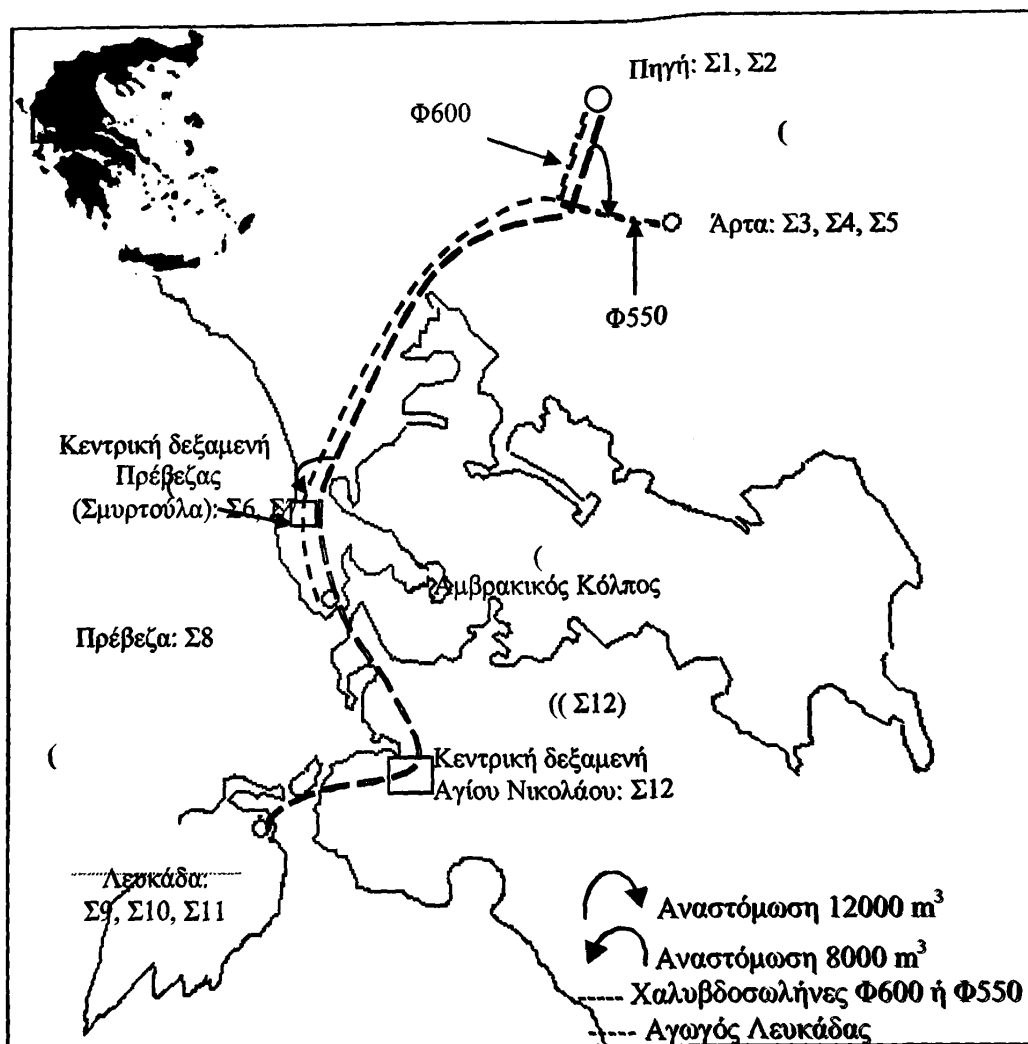 Πηγή: Σ1, Σ2
Φ600
(
Άρτα: Σ3, Σ4, Σ5
Φ550
Κεντρική δεξαμενή
Πρέβεζας
(Σμυρτούλα): Σ6,
(
Αμβρακικός Κόλπος
Πρέβεζα: Σ8
(( Σ12)
(
Κεντρική δεξαμενή
Αγίου Νικολάου: Σ12
Λευκάδα:
Σ9, Σ10, Σ11
Αναστόμωση 12000 m³
Αναστόμωση 8000 m³
Χαλυβδοσωλήνες Φ600 ή Φ550
Αγωγός Λευκάδας